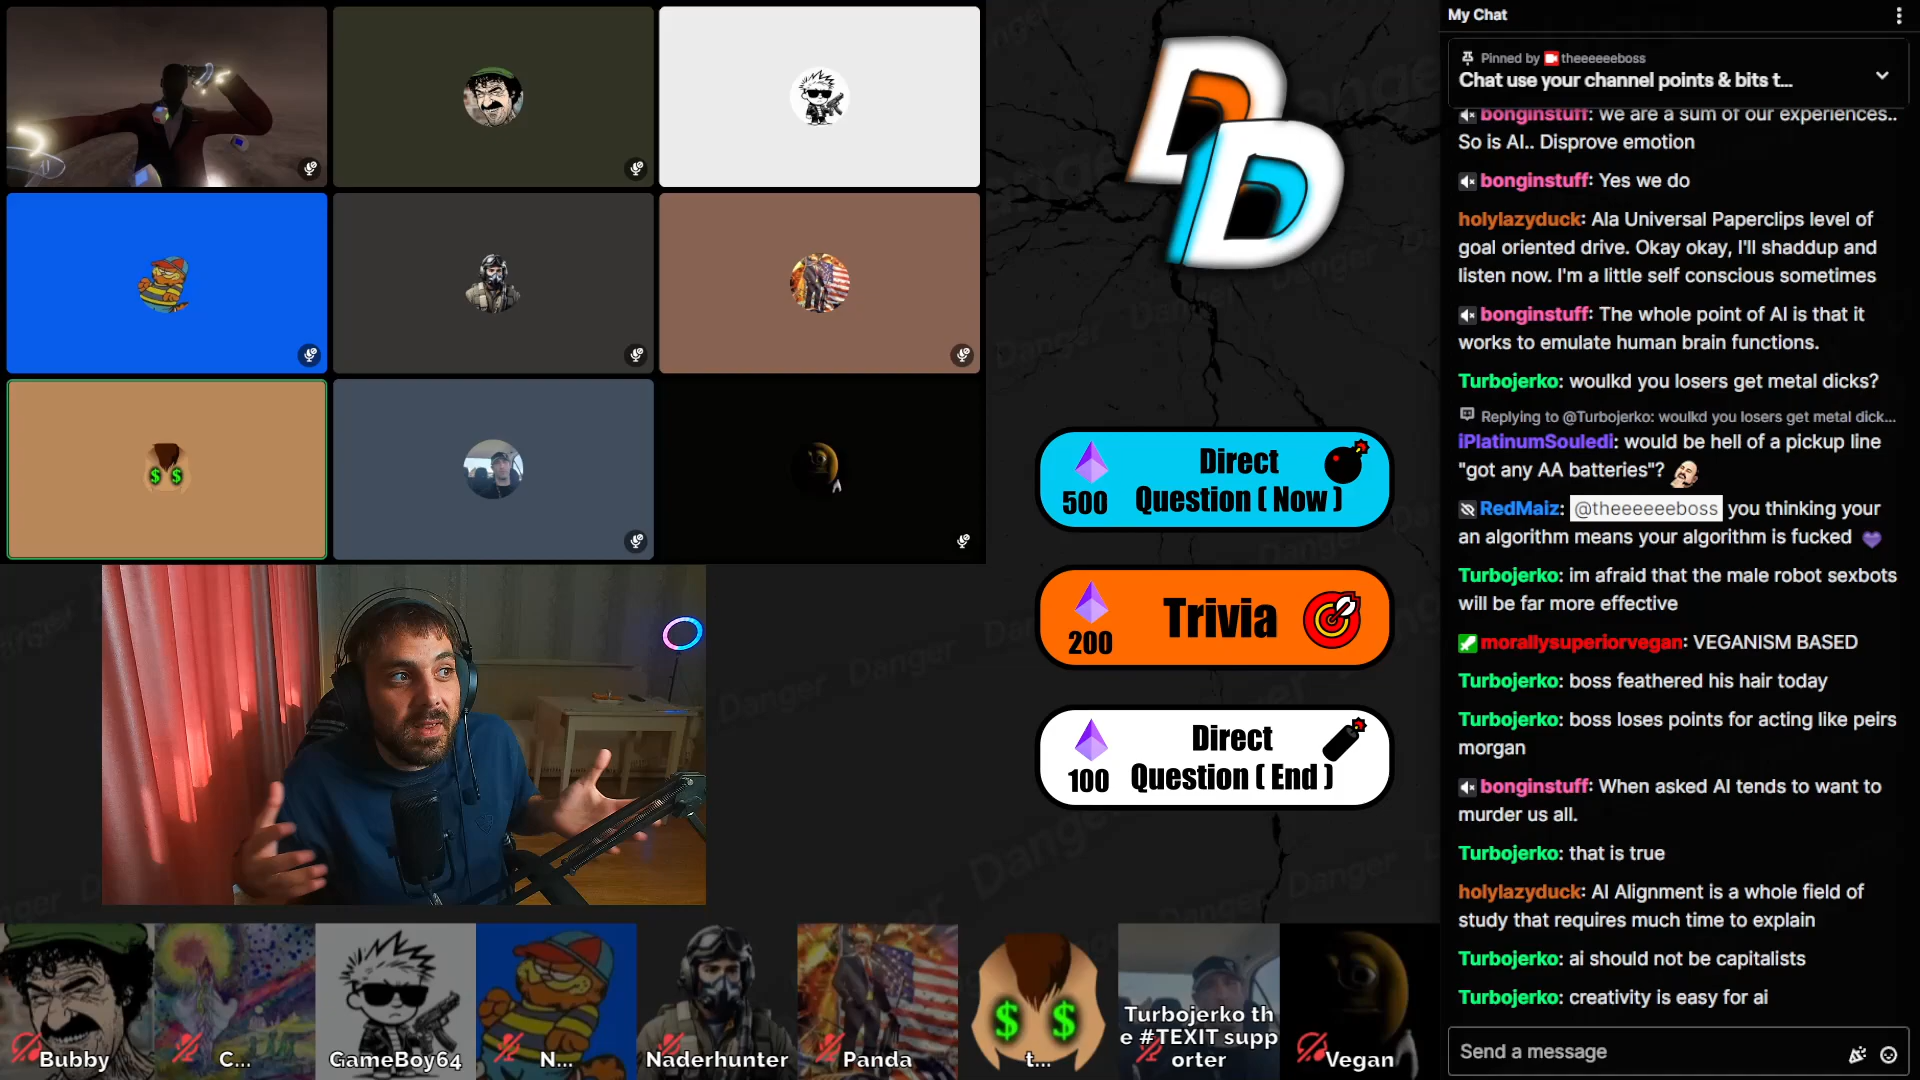 DD
500
Direct
Question ( Now )
200
Trivia
100
Direct
Question ( End )
My Chat
Pinned by theeeeeeboss
Chat use your channel points & bits t...
bonginstuff: we are a sum of our experiences..
So is AI.. Disprove emotion
bonginstuff: Yes we do
holylazyduck: Ala Universal Paperclips level of
goal oriented drive. Okay okay, I'll shaddup and
listen now. I'm a little self conscious sometimes
bonginstuff: The whole point of AI is that it
works to emulate human brain functions.
Turbojerko: woulkd you losers get metal dicks?
Replying to @Turbojerko: woulkd you losers get metal dick...
iPlatinumSouledi: would be hell of a pickup line
"got any AA batteries"?
RedMaiz: @theeeeeeboss you thinking your
an algorithm means your algorithm is fucked
Turbojerko: im afraid that the male robot sexbots
will be far more effective
morallysuperiorvegan: VEGANISM BASED
Turbojerko: boss feathered his hair today
Turbojerko: boss loses points for acting like peirs
morgan
bonginstuff: When asked AI tends to want to
murder us all.
Turbojerko: that is true
holylazyduck: AI Alignment is a whole field of
study that requires much time to explain
Turbojerko: ai should not be capitalists
Turbojerko: creativity is easy for ai
Send a message
Bubby
C...
GameBoy64
N...
Naderhunter
Panda
t...
Turbojerko th
e #TEXIT supp
orter
Vegan
Danger